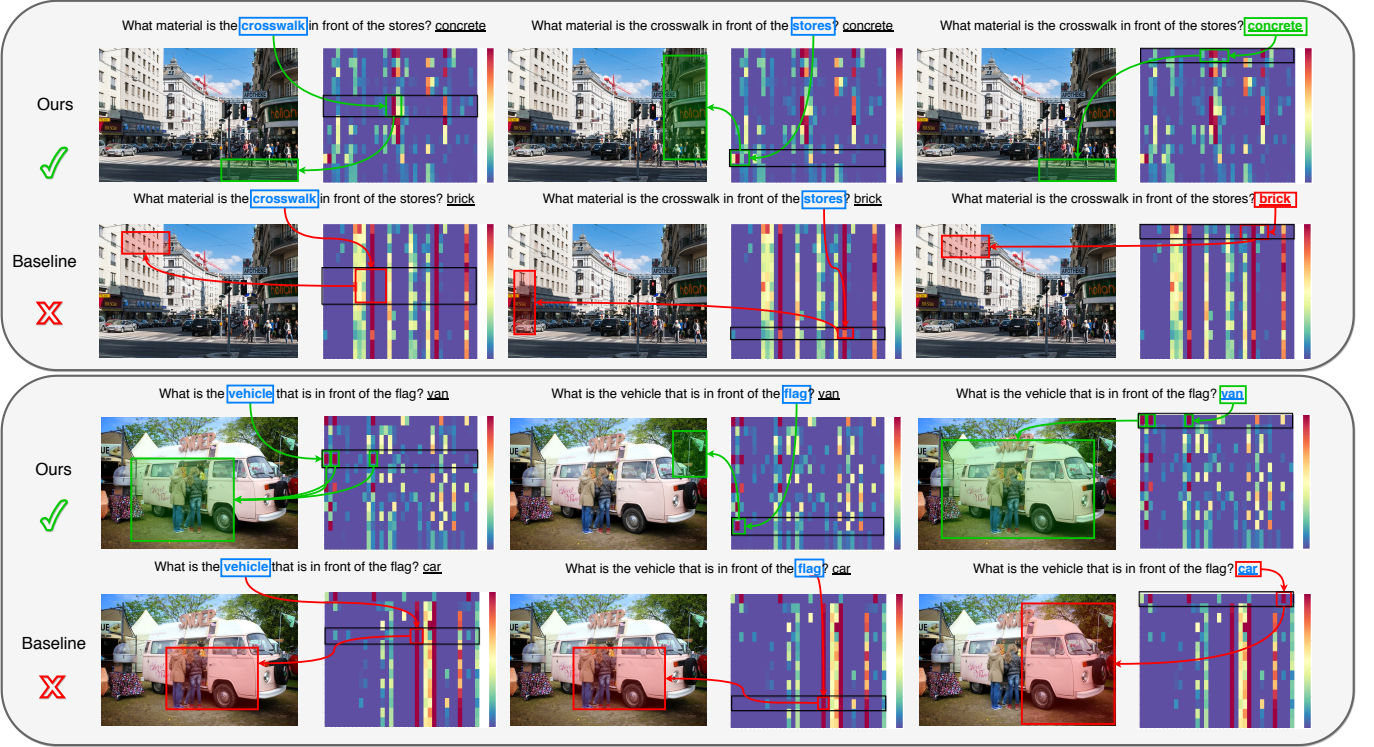 What material is the crosswalk in front of the stores? concrete
What material is the crosswalk in front of the stores? concrete
What material is the crosswalk in front of the stores? concrete
Ours
APOTHEKE
APOTHEKE
APOTHEKE
What material is the crosswalk in front of the stores? brick
What material is the crosswalk in front of the stores? brick
What material is the crosswalk in front of the stores? brick
Baseline
APOTHEKE
APOTHEKE
APOTHEKE
What is the vehicle that is in front of the flag? van
What is the vehicle that is in front of the flag? van
What is the vehicle that is in front of the flag? van
Ours
What is the vehicle that is in front of the flag? car
What is the vehicle that is in front of the flag? car
What is the vehicle that is in front of the flag? car
Baseline